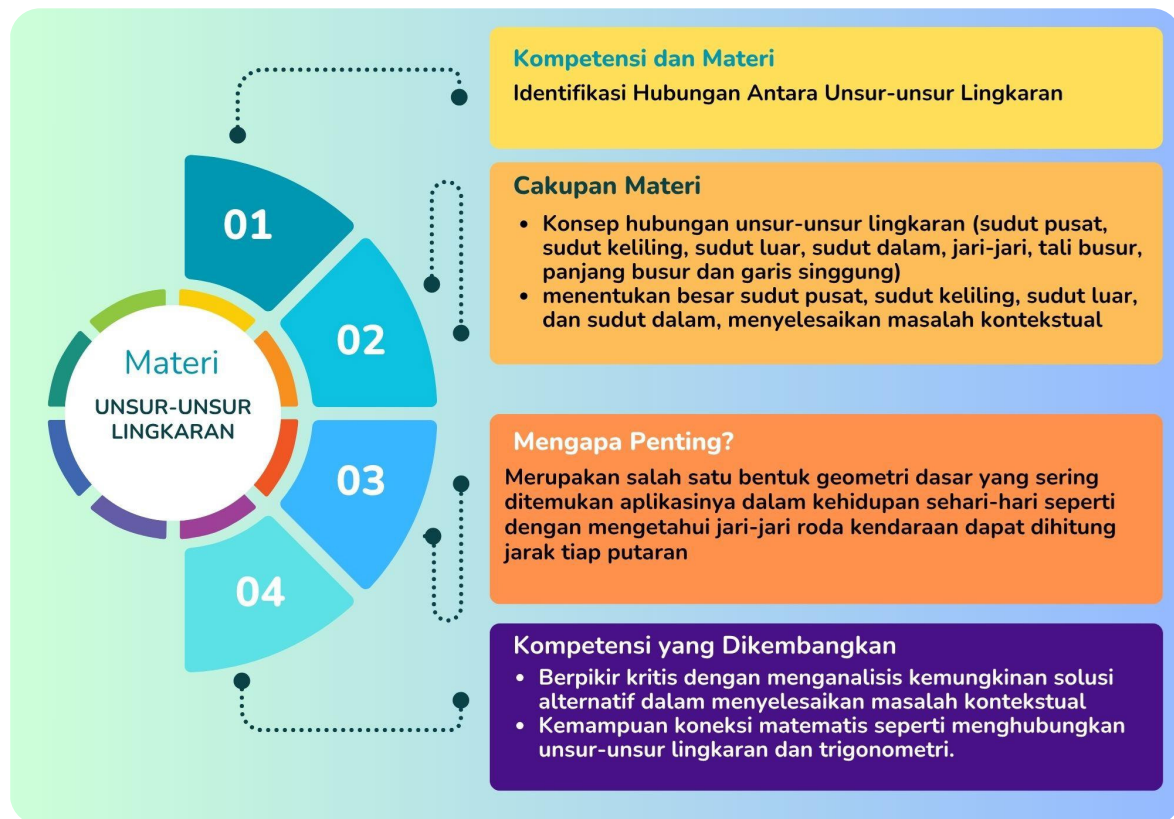 Materi
UNSUR-UNSUR
LINGKARAN
01
02
03
04
Kompetensi dan Materi
Identifikasi Hubungan Antara Unsur-unsur Lingkaran
Cakupan Materi
• Konsep hubungan unsur-unsur lingkaran (sudut pusat,
sudut keliling, sudut luar, sudut dalam, jari-jari, tali busur,
panjang busur dan garis singgung)
• menentukan besar sudut pusat, sudut keliling, sudut luar,
dan sudut dalam, menyelesaikan masalah kontekstual
Mengapa Penting?
Merupakan salah satu bentuk geometri dasar yang sering
ditemukan aplikasinya dalam kehidupan sehari-hari seperti
dengan mengetahui jari-jari roda kendaraan dapat dihitung
jarak tiap putaran
Kompetensi yang Dikembangkan
• Berpikir kritis dengan menganalisis kemungkinan solusi
alternatif dalam menyelesaikan masalah kontekstual
• Kemampuan koneksi matematis seperti menghubungkan
unsur-unsur lingkaran dan trigonometri.